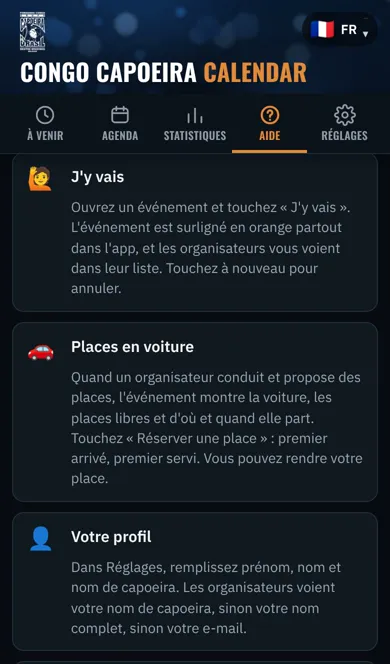 FR
CONGO CAPOEIRA CALENDAR
À VENIR
AGENDA
STATISTIQUES
AIDE
RÉGLAGES
J'y vais
Ouvrez un événement et touchez « J'y vais ».
L'événement est surligné en orange partout
dans l'app, et les organisateurs vous voient
dans leur liste. Touchez à nouveau pour
annuler.
Places en voiture
Quand un organisateur conduit et propose des
places, l'événement montre la voiture, les
places libres et d'où et quand elle part.
Touchez « Réserver une place » : premier
arrivé, premier servi. Vous pouvez rendre votre
place.
Votre profil
Dans Réglages, remplissez prénom, nom et
nom de capoeira. Les organisateurs voient
votre nom de capoeira, sinon votre nom
complet, sinon votre e-mail.